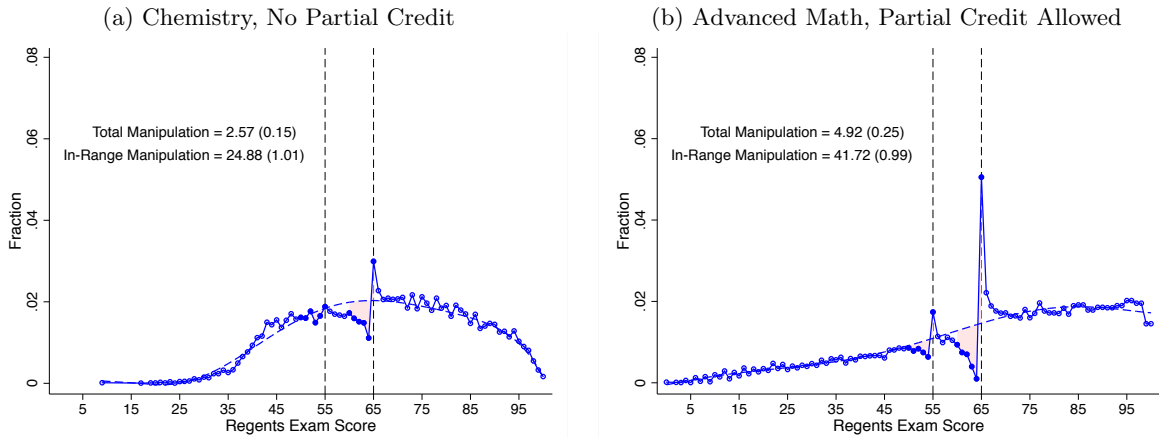 (a) Chemistry, No Partial Credit
Fraction
.08
.06
.04
.02
0
Total Manipulation = 2.57 (0.15)
In-Range Manipulation = 24.88 (1.01)
5 15 25 35 45 55 65 75 85 95
Regents Exam Score
(b) Advanced Math, Partial Credit Allowed
Fraction
.08
.06
.04
.02
0
Total Manipulation = 4.92 (0.25)
In-Range Manipulation = 41.72 (0.99)
5 15 25 35 45 55 65 75 85 95
Regents Exam Score